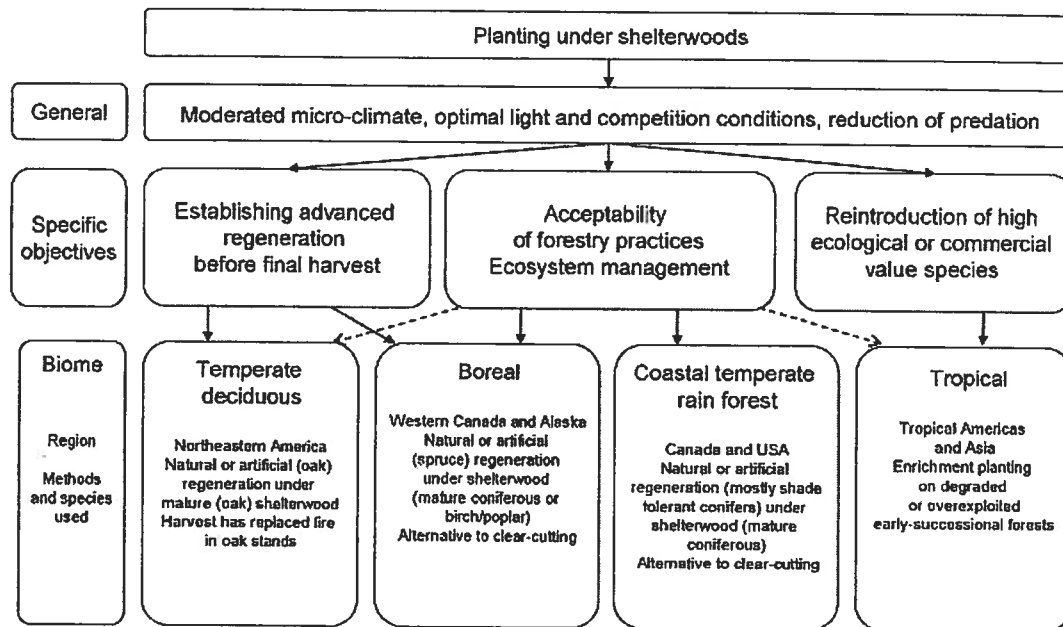 Planting under shelterwoods
General
Moderated micro-climate, optimal light and competition conditions, reduction of predation
Specific
objectives
Establishing advanced
regeneration
before final harvest
Acceptability
of forestry practices
Ecosystem management
Reintroduction of high
ecological or commercial
value species
Biome
Region
Methods
and species
used
Temperate
deciduous
Northeastern America
Natural or artificial (oak)
regeneration under
mature (oak) shelterwood
Harvest has replaced fire
in oak stands
Boreal
Western Canada and Alaska
Natural or artificial
(spruce) regeneration
under shelterwood
(mature coniferous or
birch/poplar)
Alternative to clear-cutting
Coastal temperate
rain forest
Canada and USA
Natural or artificial
regeneration (mostly shade
tolerant conifers) under
shelterwood (mature
coniferous)
Alternative to clear-cutting
Tropical
Tropical Americas
and Asia
Enrichment planting
on degraded
or overexploited
early-successional forests